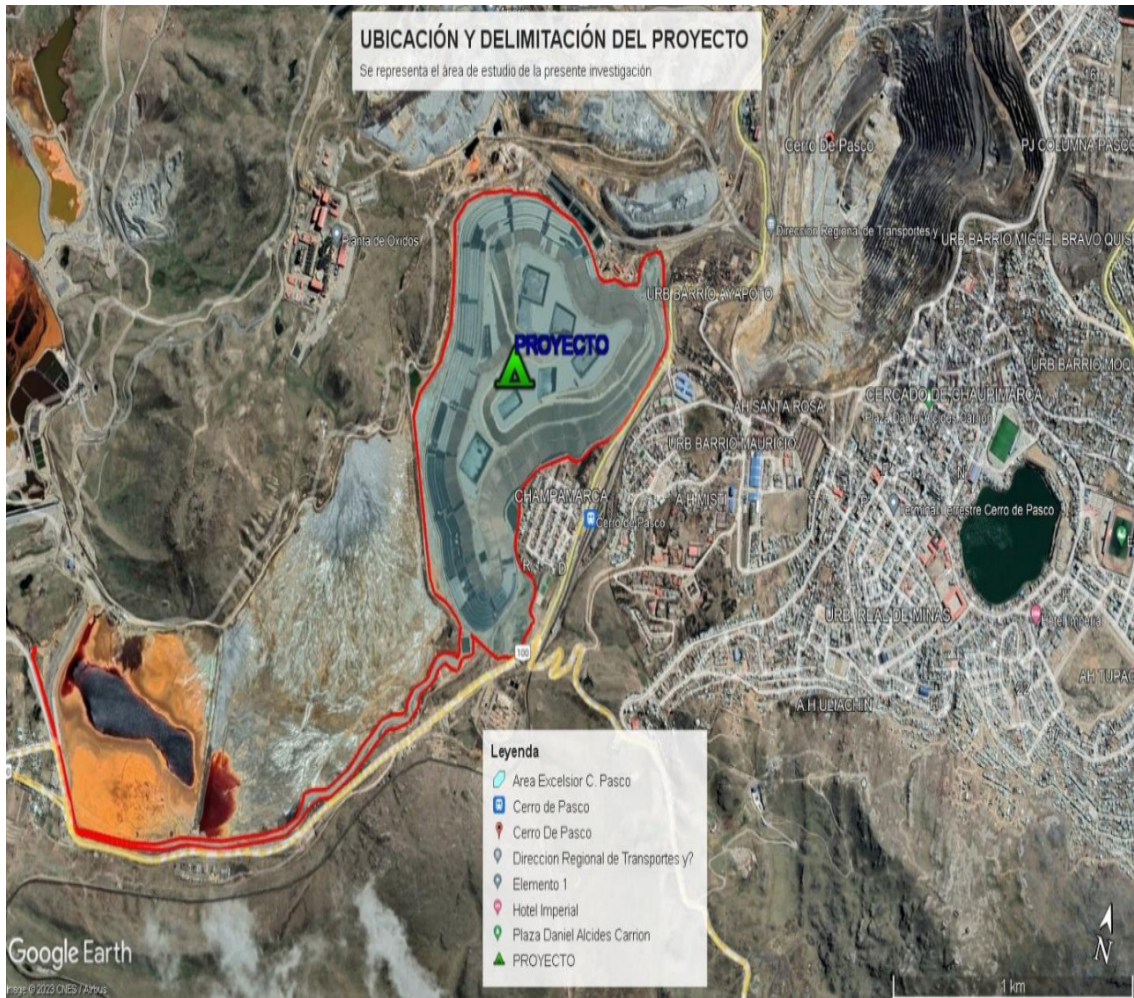 UBICACIÓN Y DELIMITACIÓN DEL PROYECTO
Se representa el área de estudio de la presente investigación
16
Cerro De Pasco
PJ COLUMNA PASCO
Planta de Oxidos
Direccion Regional de Transportes y
URB BARRIO MIGUEL BRAVO QUISP
URB BARRIO AYAPOTO
PROYECTO
URB BARRIO MOQU
CERCADO DE CHAUPIMARCA
AH SANTA ROSA
URB BARRIO MAURICIO
CHAMPAMARCA
A.H.MISTI
Cerro de Pasco
Terminal Terrestre Cerro de Pasco
URB. REAL DE MINAS
Hotel Imperial
100
AH TUPAC
A.H.ULIACHIN
Leyenda
Area Excelsior C. Pasco
Cerro de Pasco
Cerro De Pasco
Direccion Regional de Transportes y?
Elemento 1
Hotel Imperial
Plaza Daniel Alcides Carrion
PROYECTO
Google Earth
Image © 2023 CNES / Airbus
N
1 km